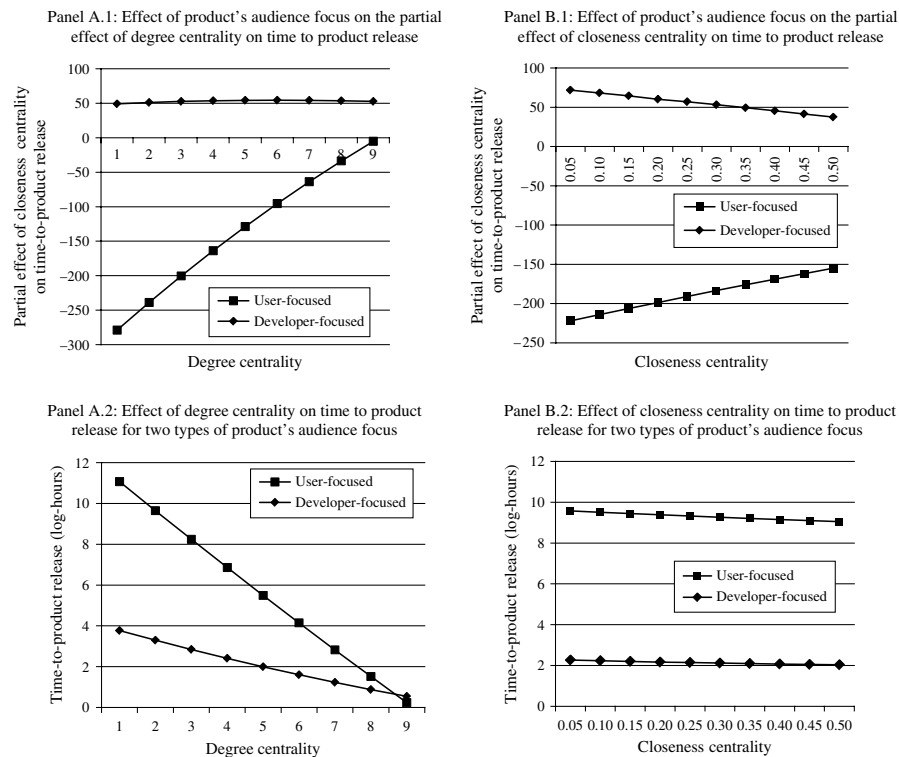 Panel A.1: Effect of product's audience focus on the partial
effect of degree centrality on time to product release
Partial effect of closeness centrality
on time-to-product release
100
50
0
–50
–100
–150
–200
–250
–300
1 2 3 4 5 6 7 8 9
User-focused
Developer-focused
Degree centrality
Panel B.1: Effect of product's audience focus on the partial
effect of closeness centrality on time to product release
Partial effect of closeness centrality
on time-to-product release
100
50
0
–50
–100
–150
–200
–250
0.05 0.10 0.15 0.20 0.25 0.30 0.35 0.40 0.45 0.50
User-focused
Developer-focused
Closeness centrality
Panel A.2: Effect of degree centrality on time to product
release for two types of product's audience focus
Time-to-product release (log-hours)
12
10
8
6
4
2
0
User-focused
Developer-focused
1 2 3 4 5 6 7 8 9
Degree centrality
Panel B.2: Effect of closeness centrality on time to product
release for two types of product's audience focus
Time-to-product release (log-hours)
12
10
8
6
4
2
0
User-focused
Developer-focused
0.05 0.10 0.15 0.20 0.25 0.30 0.35 0.40 0.45 0.50
Closeness centrality